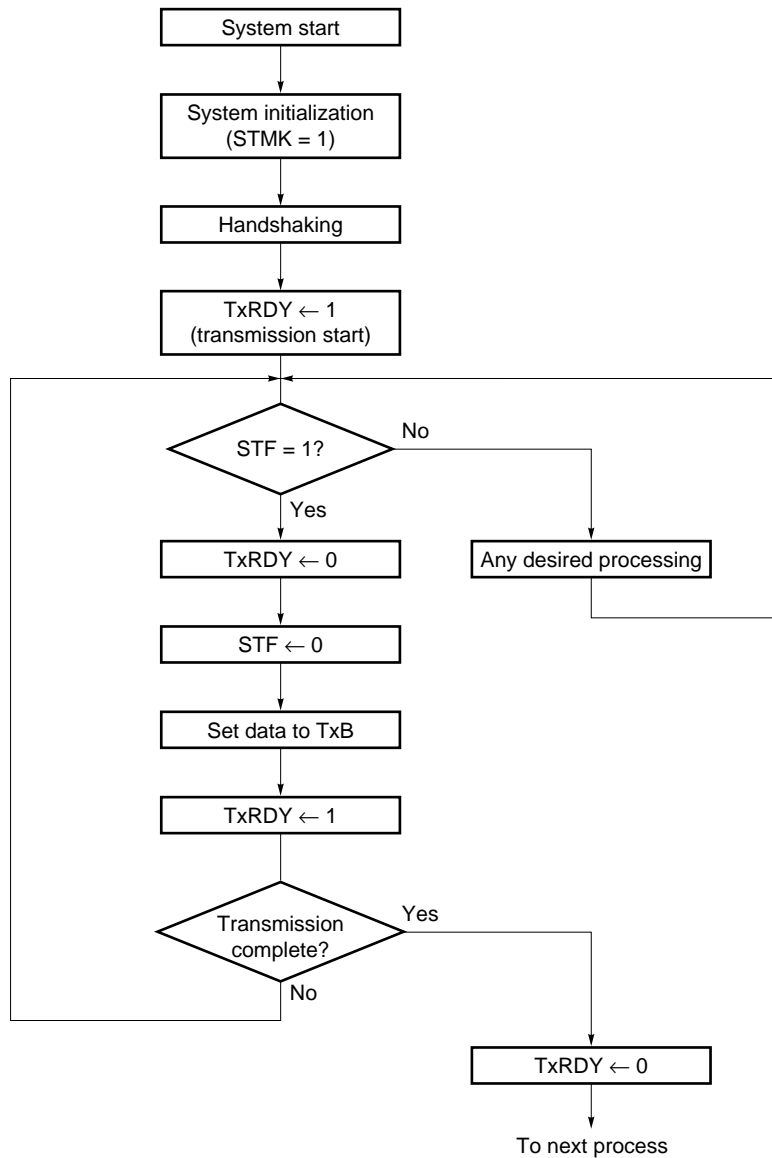 System start
System initialization
(STMK = 1)
Handshaking
TxRDY ← 1
(transmission start)
STF = 1?
No
Yes
TxRDY ← 0
Any desired processing
STF ← 0
Set data to TxB
TxRDY ← 1
Transmission
complete?
Yes
No
TxRDY ← 0
To next process